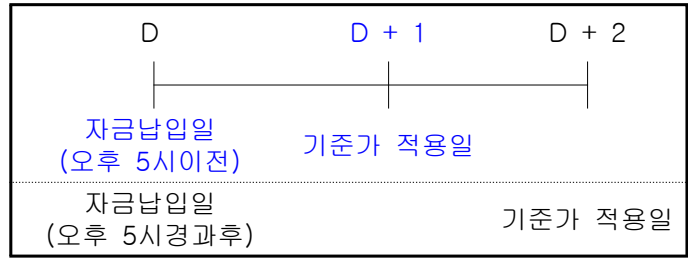 D D + 1 D + 2
자금납입일
(오후 5시이전)
기준가 적용일
자금납입일
(오후 5시경과후)
기준가 적용일